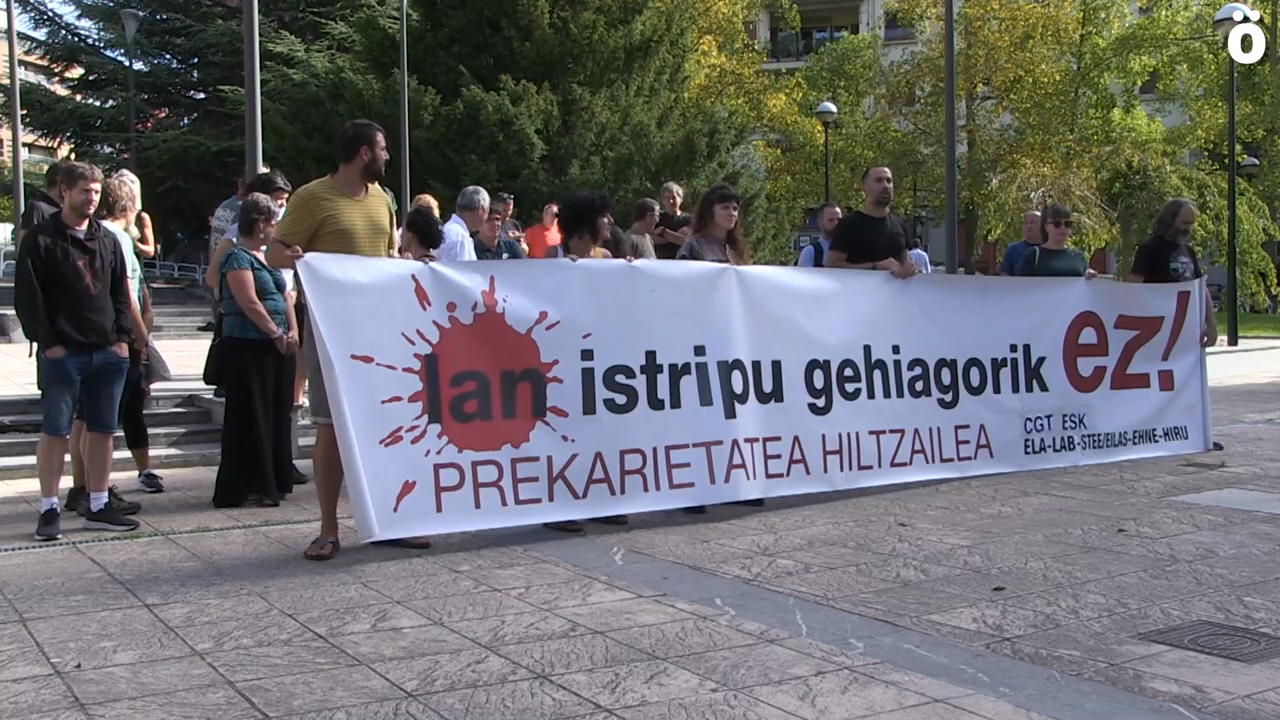 ö
lan istripu gehiagorik ez!
PREKARIETATEA HILTZAILEA
CGT ESK
ELA-LAB-STEE/EILAS-EHNE-HIRU